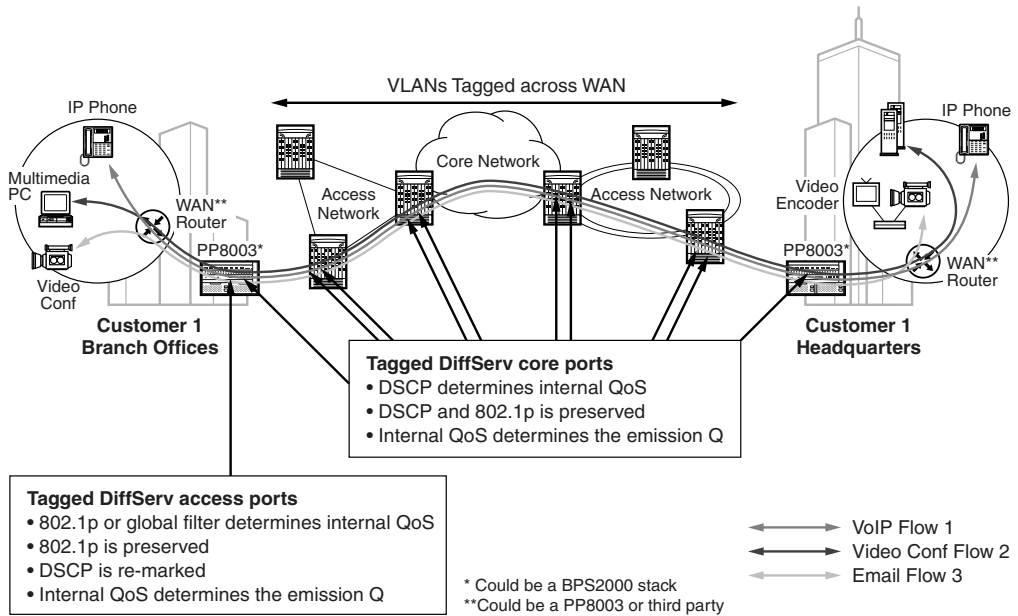 VLANs Tagged across WAN
IP Phone
Multimedia
PC
WAN**
Router
Video
Conf
PP8003*
Customer 1
Branch Offices
Access
Network
Core Network
Access Network
IP Phone
Video
Encoder
PP8003*
WAN**
Router
Customer 1
Headquarters
Tagged DiffServ core ports
• DSCP determines internal QoS
• DSCP and 802.1p is preserved
• Internal QoS determines the emission Q
Tagged DiffServ access ports
• 802.1p or global filter determines internal QoS
• 802.1p is preserved
• DSCP is re-marked
• Internal QoS determines the emission Q
VoIP Flow 1
Video Conf Flow 2
Email Flow 3
* Could be a BPS2000 stack
**Could be a PP8003 or third party